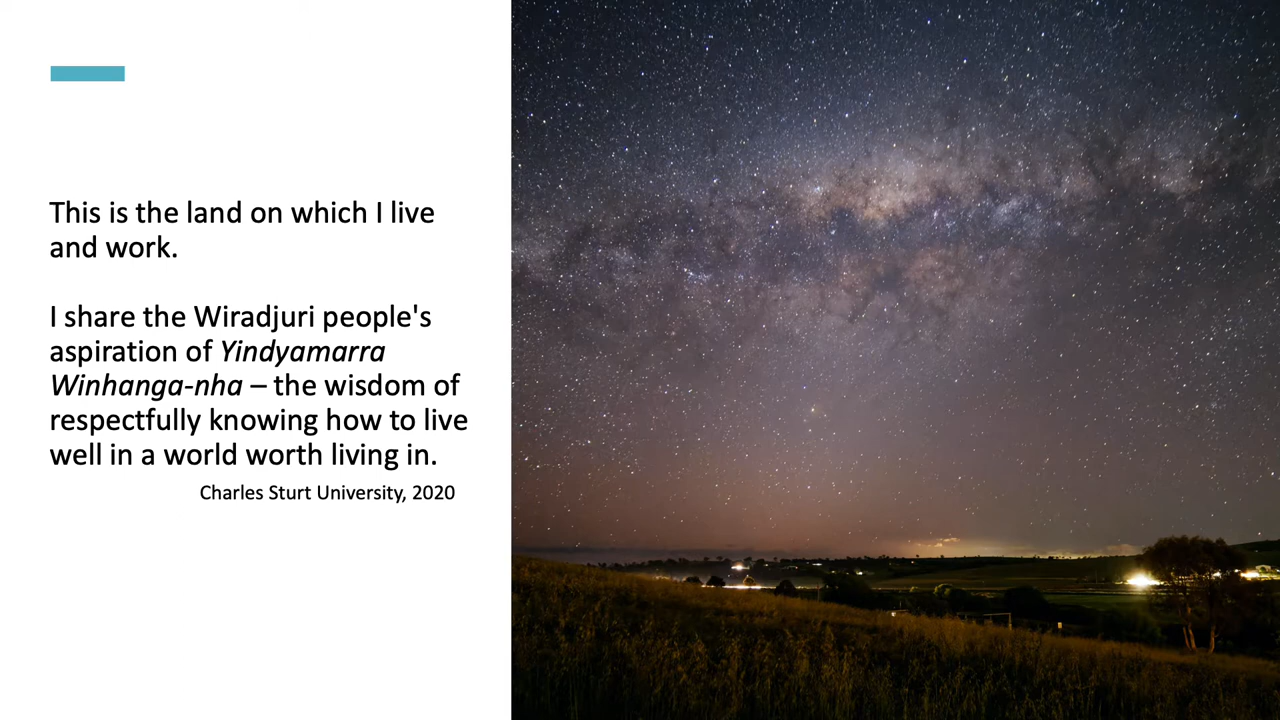 This is the land on which I live
and work.
I share the Wiradjuri people's
aspiration of Yindyamarra
Winhanga-nha – the wisdom of
respectfully knowing how to live
well in a world worth living in.
Charles Sturt University, 2020